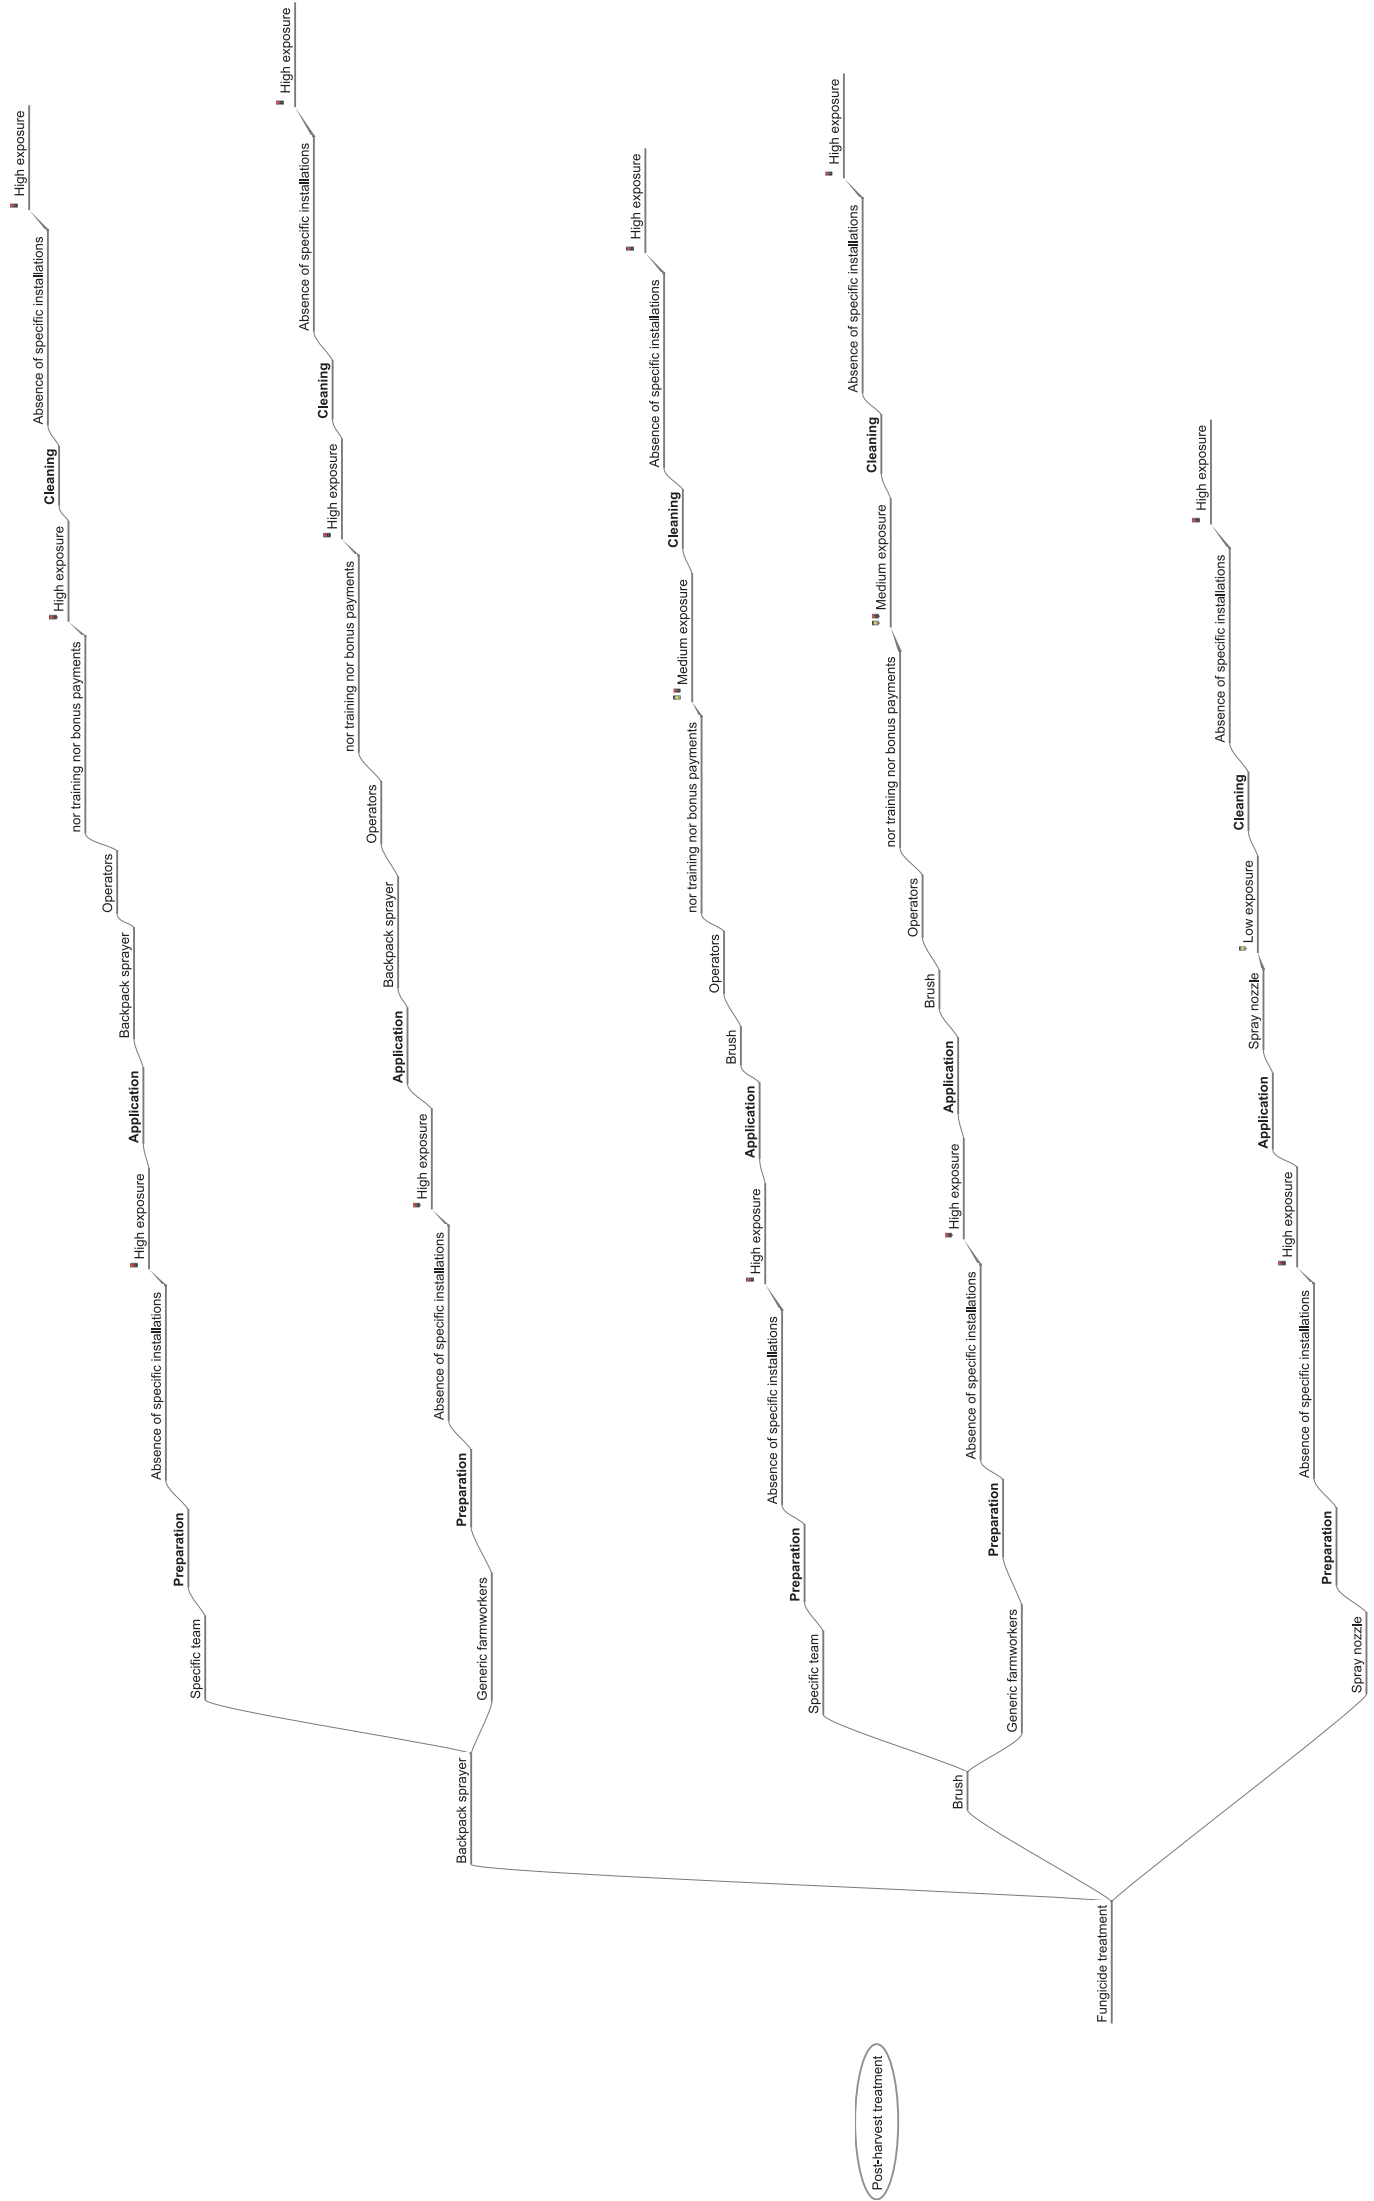 Post-harvest treatment
Fungicide treatment
Backpack sprayer
Specific team
Preparation
Absence of specific installations
High exposure
Application
Backpack sprayer
Operators
nor training nor bonus payments
High exposure
Cleaning
Absence of specific installations
High exposure
Generic farmworkers
Preparation
Absence of specific installations
High exposure
Application
Backpack sprayer
Operators
nor training nor bonus payments
High exposure
Cleaning
Absence of specific installations
High exposure
Brush
Specific team
Preparation
Absence of specific installations
High exposure
Application
Brush
Operators
nor training nor bonus payments
Medium exposure
Cleaning
Absence of specific installations
High exposure
Generic farmworkers
Preparation
Absence of specific installations
High exposure
Application
Brush
Operators
nor training nor bonus payments
Medium exposure
Cleaning
Absence of specific installations
High exposure
Spray nozzle
Preparation
Absence of specific installations
High exposure
Application
Spray nozzle
Low exposure
Cleaning
Absence of specific installations
High exposure